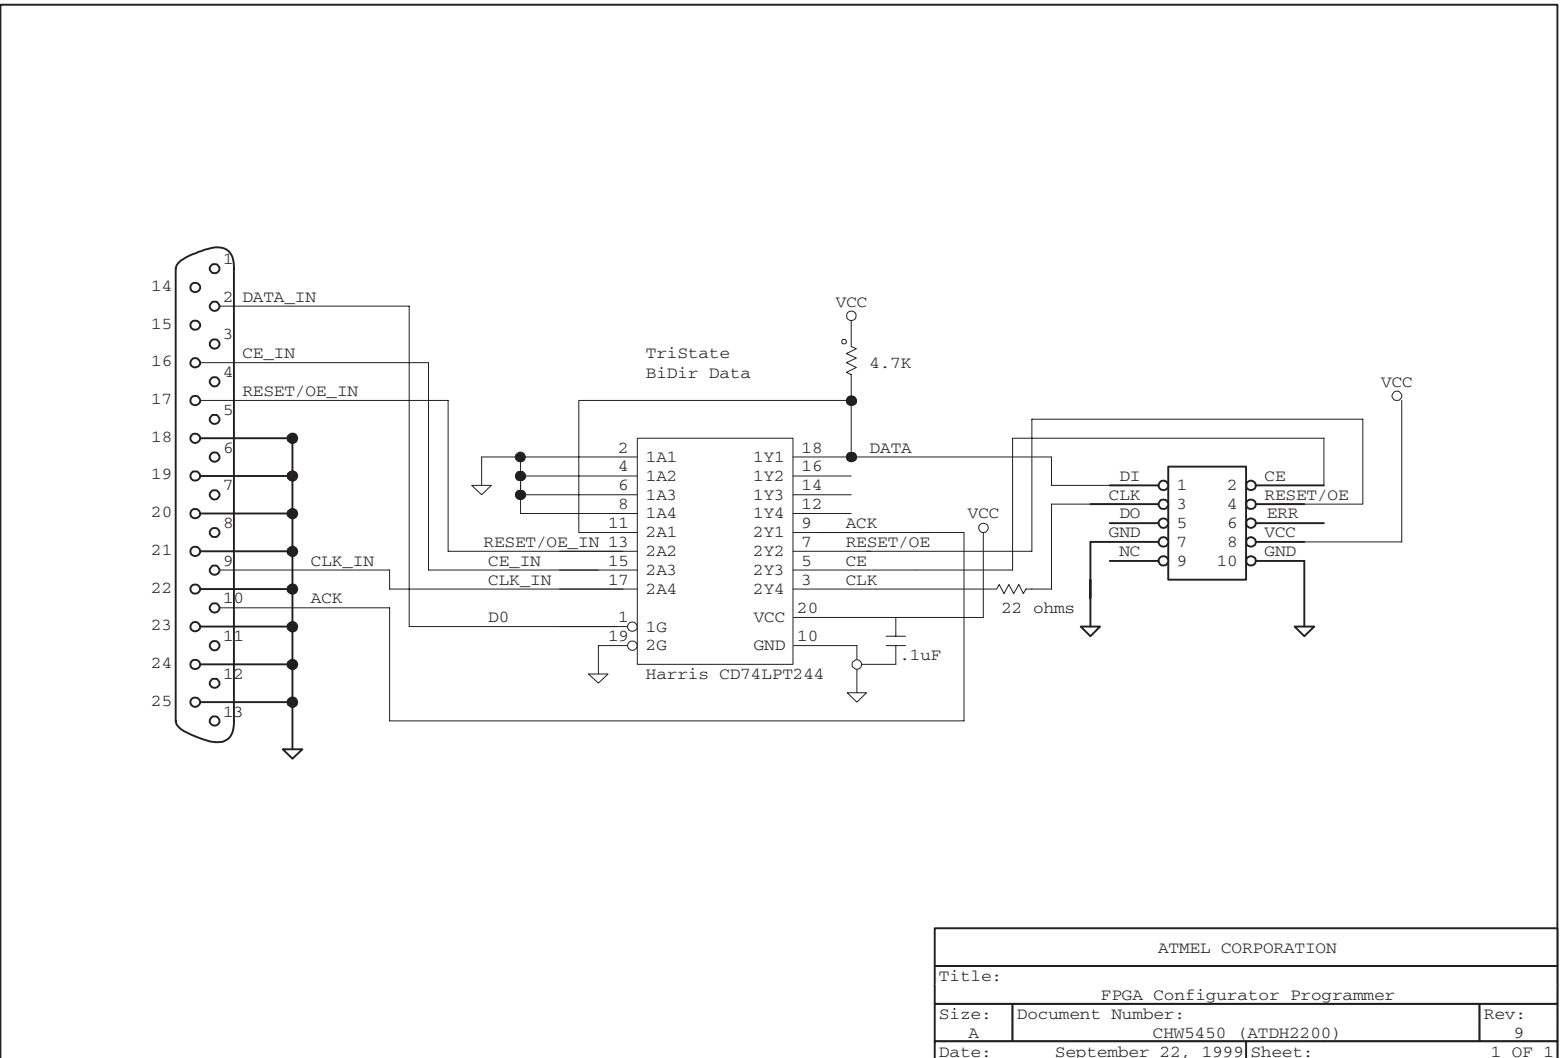 1
14
2 DATA_IN
15
3
16 CE_IN
4
17 RESET/OE_IN
5
18
6
19
7
20
8
21
9 CLK_IN
22
10 ACK
23
11
24
12
25
13
TriState
BiDir Data
VCC
4.7K
2 1A1 1Y1 18 DATA
4 1A2 1Y2 16
6 1A3 1Y3 14
8 1A4 1Y4 12
11 2A1 2Y1 9 ACK
RESET/OE_IN 13 2A2 2Y2 7 RESET/OE
CE_IN 15 2A3 2Y3 5 CE
CLK_IN 17 2A4 2Y4 3 CLK
VCC 20
D0 1 1G
19 2G GND 10
Harris CD74LPT244
VCC
22 ohms
.1uF
VCC
DI 1 2 CE
CLK 3 4 RESET/OE
DO 5 6 ERR
GND 7 8 VCC
NC 9 10 GND
ATMEL CORPORATION
Title:
FPGA Configurator Programmer
Size: Document Number: Rev:
A CHW5450 (ATDH2200) 9
Date: September 22, 1999 Sheet: 1 OF 1